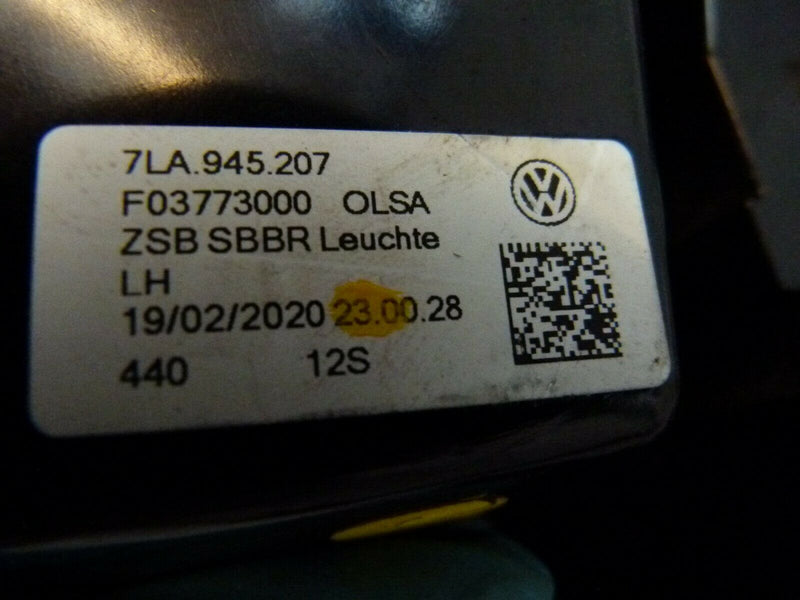 7LA.945.207
F03773000 OLSA
ZSB SBBR Leuchte
LH
19/02/2020 23.00.28
440 12S